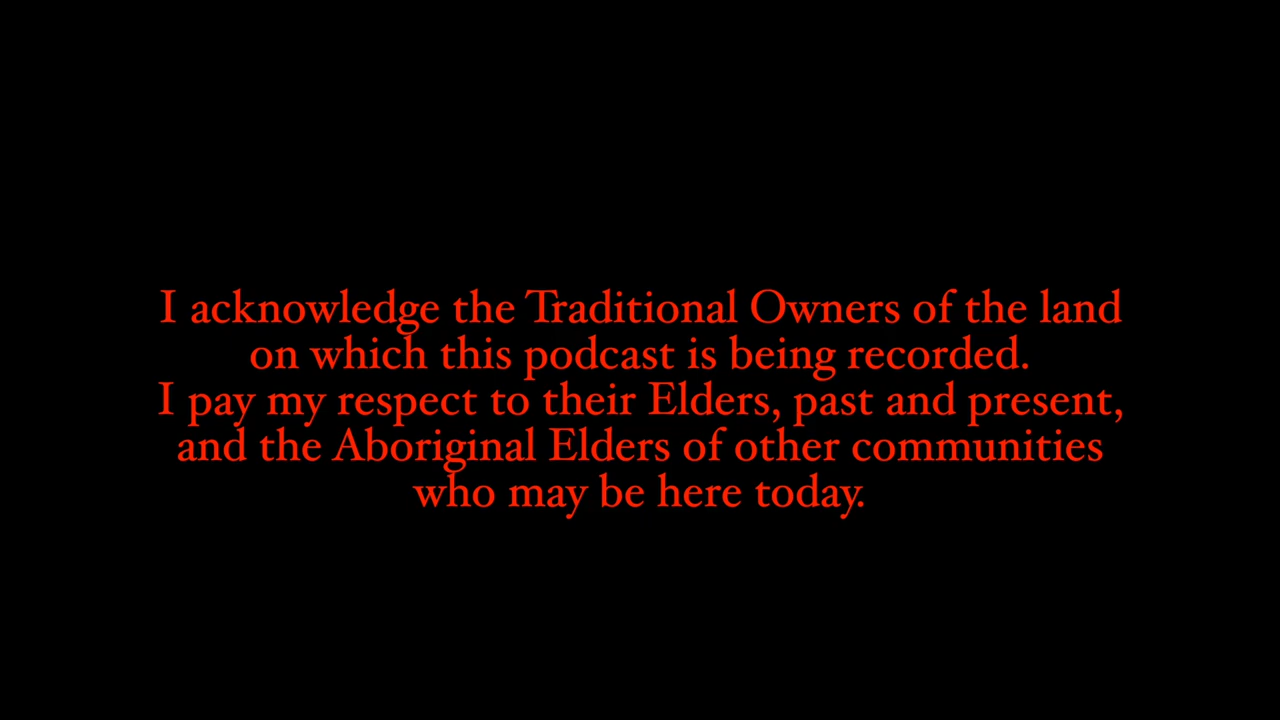 I acknowledge the Traditional Owners of the land
on which this podcast is being recorded.
I pay my respect to their Elders, past and present,
and the Aboriginal Elders of other communities
who may be here today.